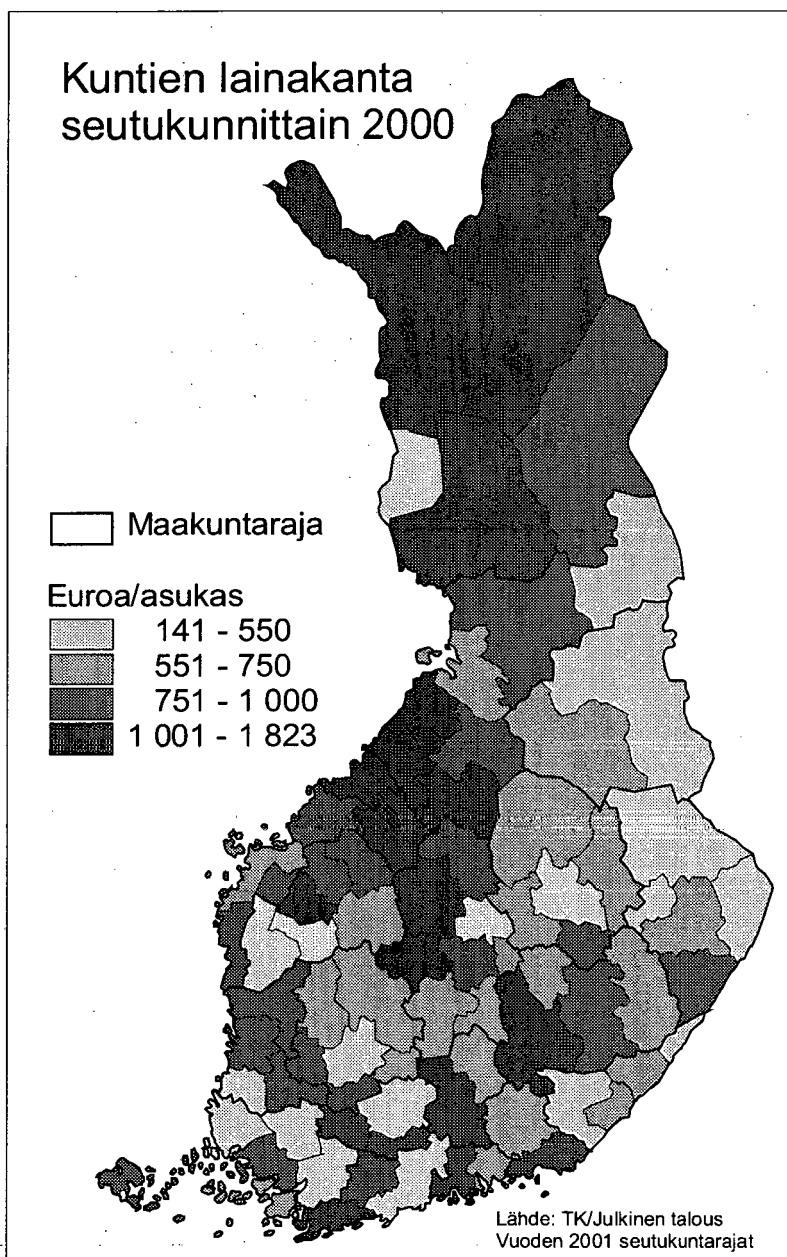 Kuntien lainakanta
seutukunnittain 2000
Maakuntaraja
Euroa/asukas
141 - 550
551 - 750
751 - 1 000
1 001 - 1 823
Lähde: TK/Julkinen talous
Vuoden 2001 seutukuntarajat